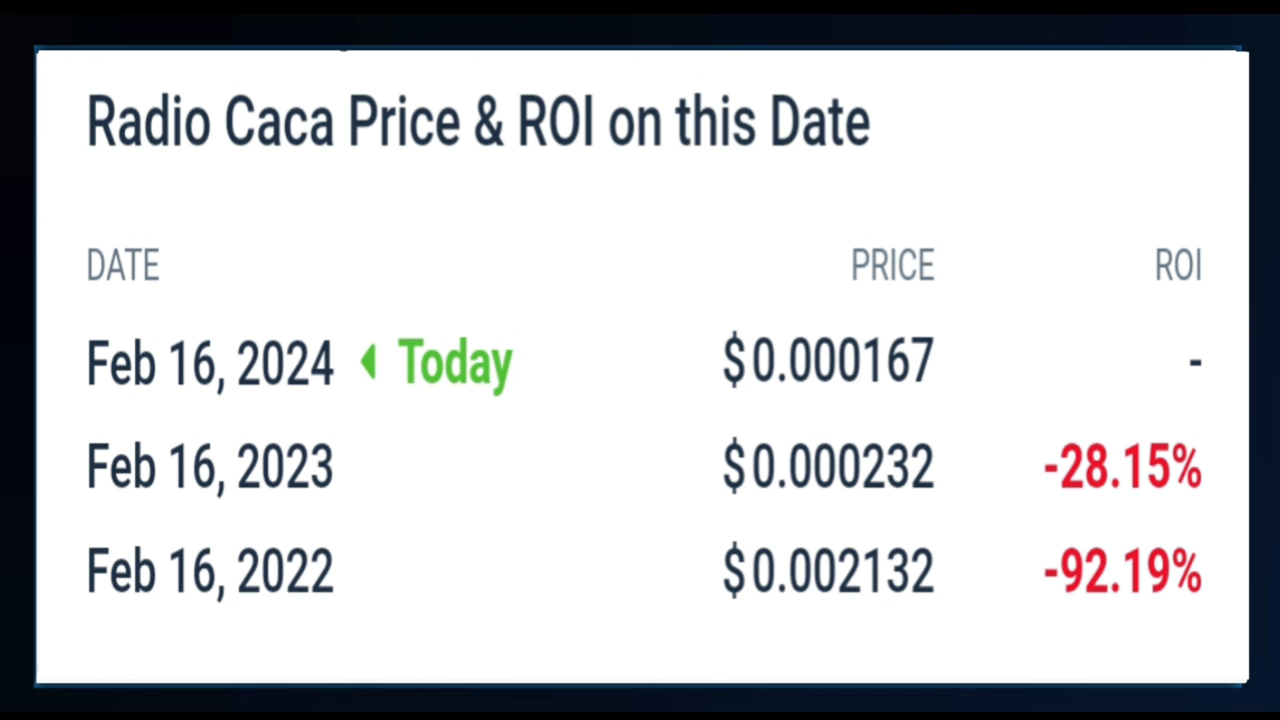 Radio Caca Price & ROI on this Date
DATE PRICE ROI
Feb 16, 2024 Today $0.000167 -
Feb 16, 2023 $0.000232 -28.15%
Feb 16, 2022 $0.002132 -92.19%